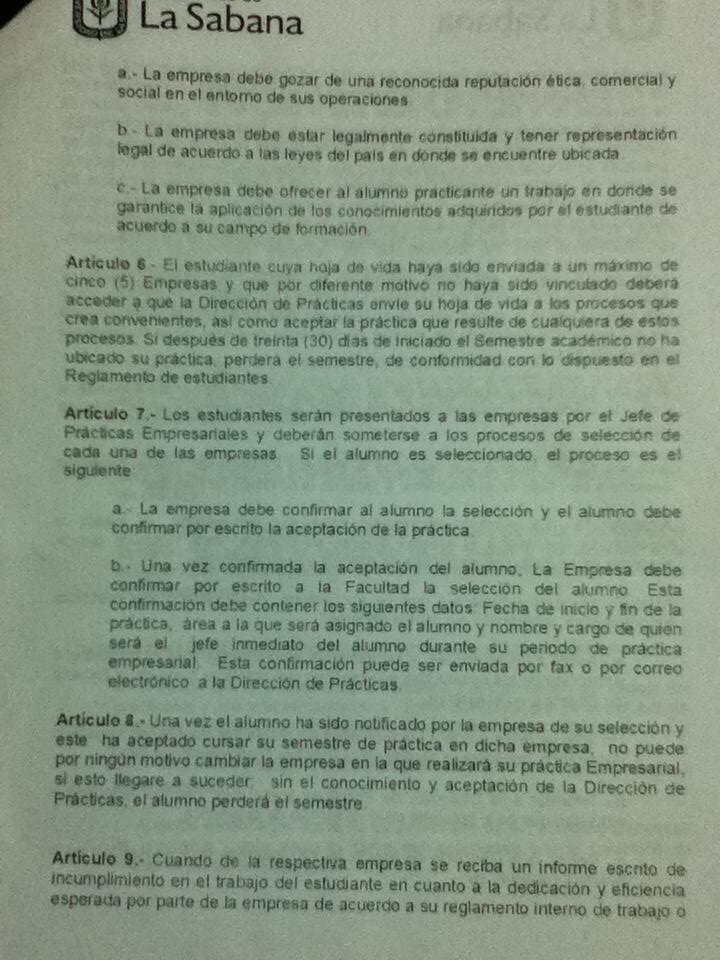 La Sabana
a.- La empresa debe gozar de una reconocida reputación ética, comercial y
social en el entorno de sus operaciones
b.- La empresa debe estar legalmente constituida y tener representación
legal de acuerdo a las leyes del país en donde se encuentre ubicada
c.- La empresa debe ofrecer al alumno practicante un trabajo en donde se
garantice la aplicación de los conocimientos adquiridos por el estudiante de
acuerdo a su campo de formación.
Artículo 6.- El estudiante cuya hoja de vida haya sido enviada a un máximo de
cinco (5) Empresas y que por diferente motivo no haya sido vinculado deberá
acceder a que la Dirección de Prácticas envíe su hoja de vida a los procesos que
crea convenientes, así como aceptar la práctica que resulte de cualquiera de estos
procesos. Si después de treinta (30) días de iniciado el Semestre académico no ha
ubicado su práctica, perderá el semestre, de conformidad con lo dispuesto en el
Reglamento de estudiantes.
Artículo 7.- Los estudiantes serán presentados a las empresas por el Jefe de
Prácticas Empresariales y deberán someterse a los procesos de selección de
cada una de las empresas. Si el alumno es seleccionado, el proceso es el
siguiente:
a.- La empresa debe confirmar al alumno la selección y el alumno debe
confirmar por escrito la aceptación de la práctica.
b.- Una vez confirmada la aceptación del alumno, La Empresa debe
confirmar por escrito a la Facultad la selección del alumno. Esta
confirmación debe contener los siguientes datos: Fecha de inicio y fin de la
práctica, área a la que será asignado el alumno y nombre y cargo de quien
será el jefe inmediato del alumno durante su periodo de práctica
empresarial. Esta confirmación puede ser enviada por fax o por correo
electrónico a la Dirección de Prácticas.
Artículo 8.- Una vez el alumno ha sido notificado por la empresa de su selección y
este ha aceptado cursar su semestre de práctica en dicha empresa, no puede
por ningún motivo cambiar la empresa en la que realizará su práctica Empresarial,
si esto llegare a suceder, sin el conocimiento y aceptación de la Dirección de
Prácticas, el alumno perderá el semestre.
Artículo 9.- Cuando de la respectiva empresa se reciba un informe escrito de
incumplimiento en el trabajo del estudiante en cuanto a la dedicación y eficiencia
esperada por parte de la empresa de acuerdo a su reglamento interno de trabajo o